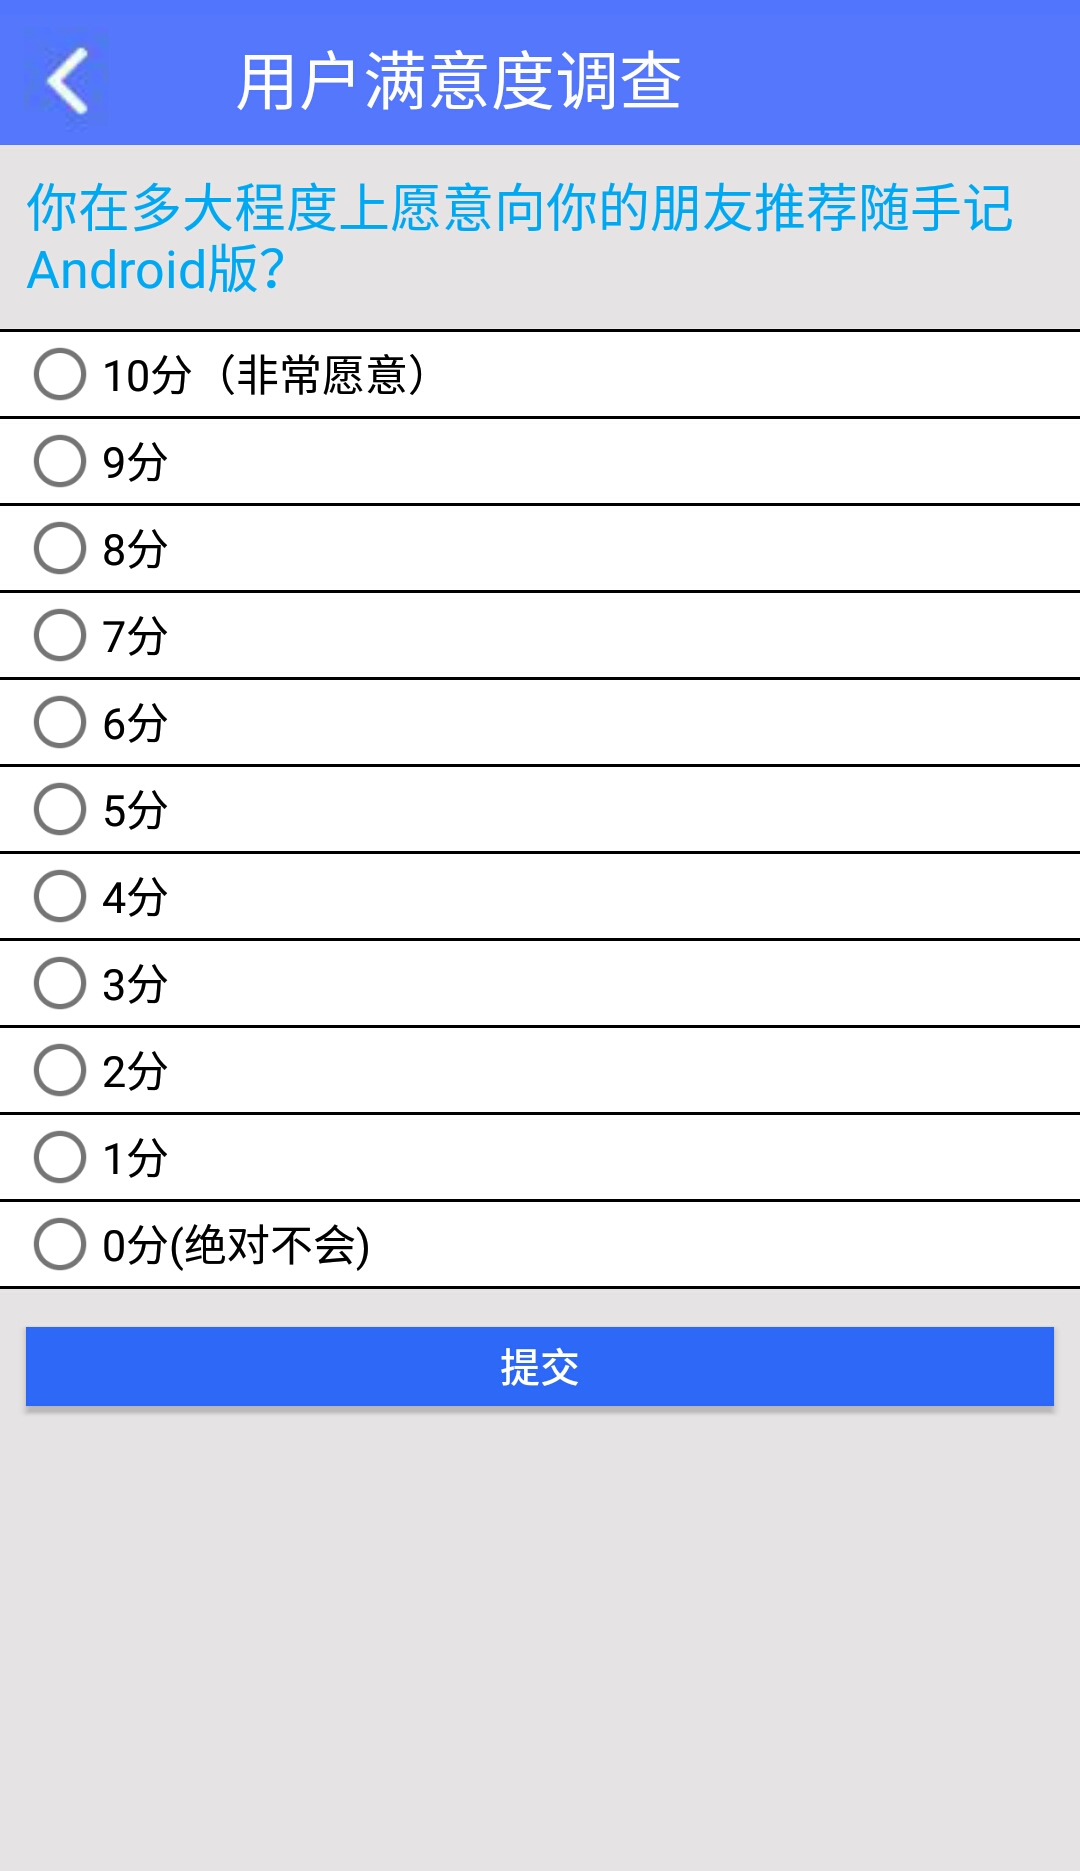 用户满意度调查
你在多大程度上愿意向你的朋友推荐随手记
Android版?
10分（非常愿意）
9分
8分
7分
6分
5分
4分
3分
2分
1分
0分(绝对不会)
提交